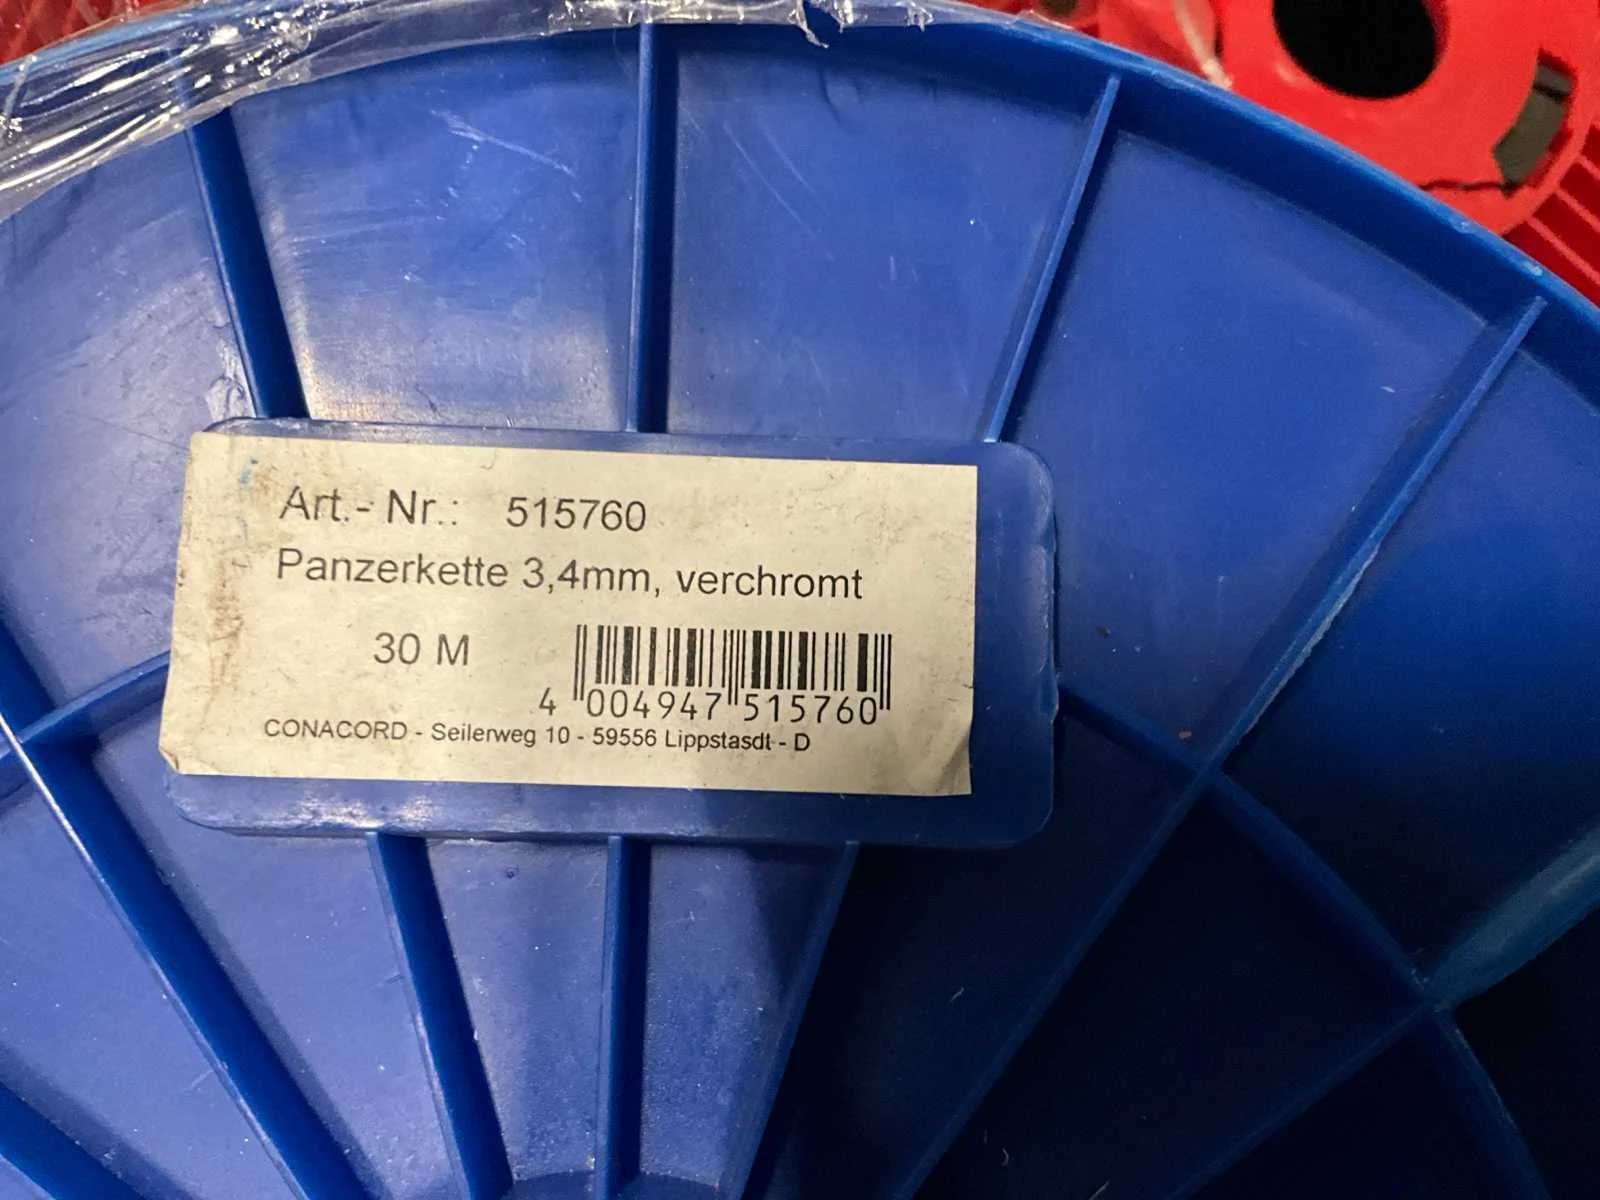 Art.- Nr.: 515760
Panzerkette 3,4mm, verchromt
30 M
4 004947 515760
CONACORD - Seilerweg 10 - 59556 Lippstasdt - D